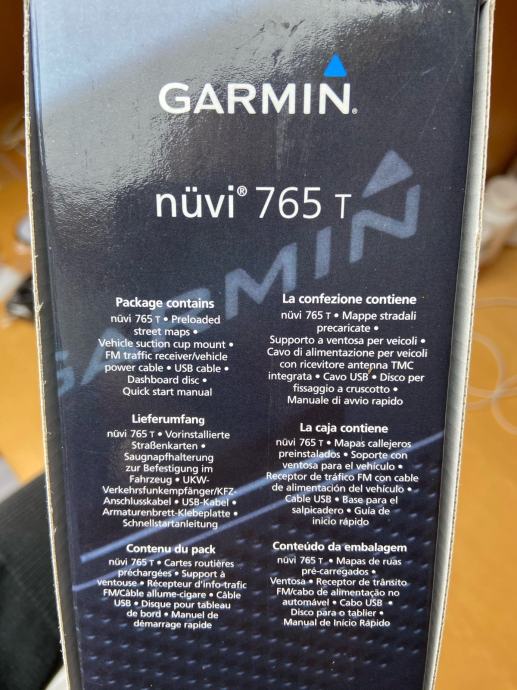 GARMIN®
nüvi® 765 T
GARMIN
Package contains
nüvi 765 T • Preloaded
street maps •
Vehicle suction cup mount •
FM traffic receiver/vehicle
power cable • USB cable •
Dashboard disc •
Quick start manual
Lieferumfang
nüvi 765 T • Vorinstallierte
Straßenkarten •
Saugnapfhalterung
zur Befestigung im
Fahrzeug • UKW-
Verkehrsfunkempfänger/KFZ-
Anschlusskabel • USB-Kabel •
Armaturenbrett-Klebeplatte •
Schnellstartanleitung
Contenu du pack
nüvi 765 T • Cartes routières
préchargées • Support à
ventouse • Récepteur d'info-trafic
FM/Câble allume-cigare • Câble
USB • Disque pour tableau
de bord • Manuel de
démarrage rapide
La confezione contiene
nüvi 765 T • Mappe stradali
precaricate •
Supporto a ventosa per veicoli •
Cavo di alimentazione per veicoli
con ricevitore antenna TMC
integrata • Cavo USB • Disco per
fissaggio a cruscotto •
Manuale di avvio rapido
La caja contiene
nüvi 765 T • Mapas callejeros
preinstalados • Soporte con
ventosa para el vehículo •
Receptor de tráfico FM con cable
de alimentación del vehículo •
Cable USB • Base para el
salpicadero • Guía de
inicio rápido
Conteúdo da embalagem
nüvi 765 T • Mapas de ruas
pré-carregados •
Ventosa • Receptor de trânsito
FM/cabo de alimentação no
automóvel • Cabo USB •
Disco para o tablier •
Manual de Início Rápido